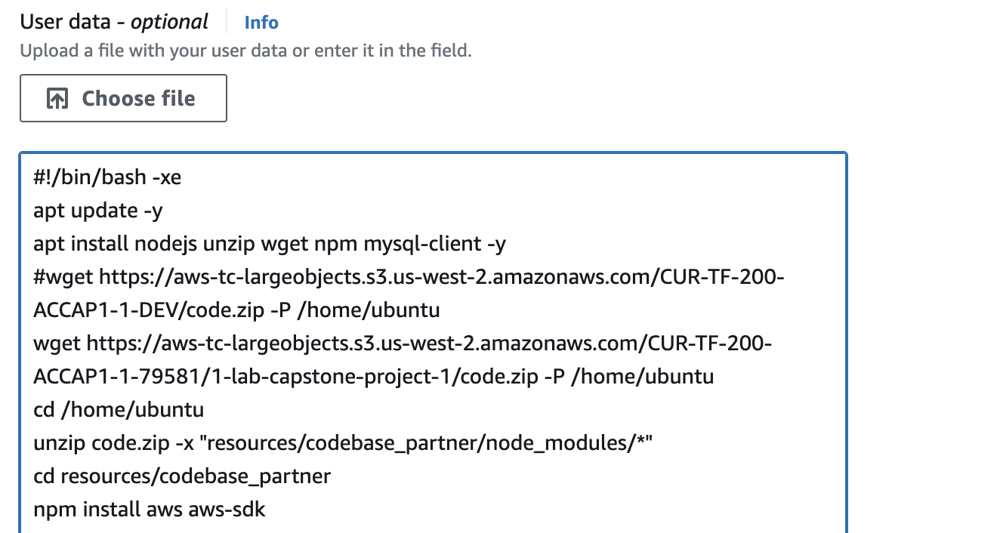 User data - optional Info
Upload a file with your user data or enter it in the field.
Choose file
#!/bin/bash -xe
apt update -y
apt install nodejs unzip wget npm mysql-client -y
#wget https://aws-tc-largeobjects.s3.us-west-2.amazonaws.com/CUR-TF-200-
ACCAP1-1-DEV/code.zip -P /home/ubuntu
wget https://aws-tc-largeobjects.s3.us-west-2.amazonaws.com/CUR-TF-200-
ACCAP1-1-79581/1-lab-capstone-project-1/code.zip -P /home/ubuntu
cd /home/ubuntu
unzip code.zip -x "resources/codebase_partner/node_modules/*"
cd resources/codebase_partner
npm install aws aws-sdk